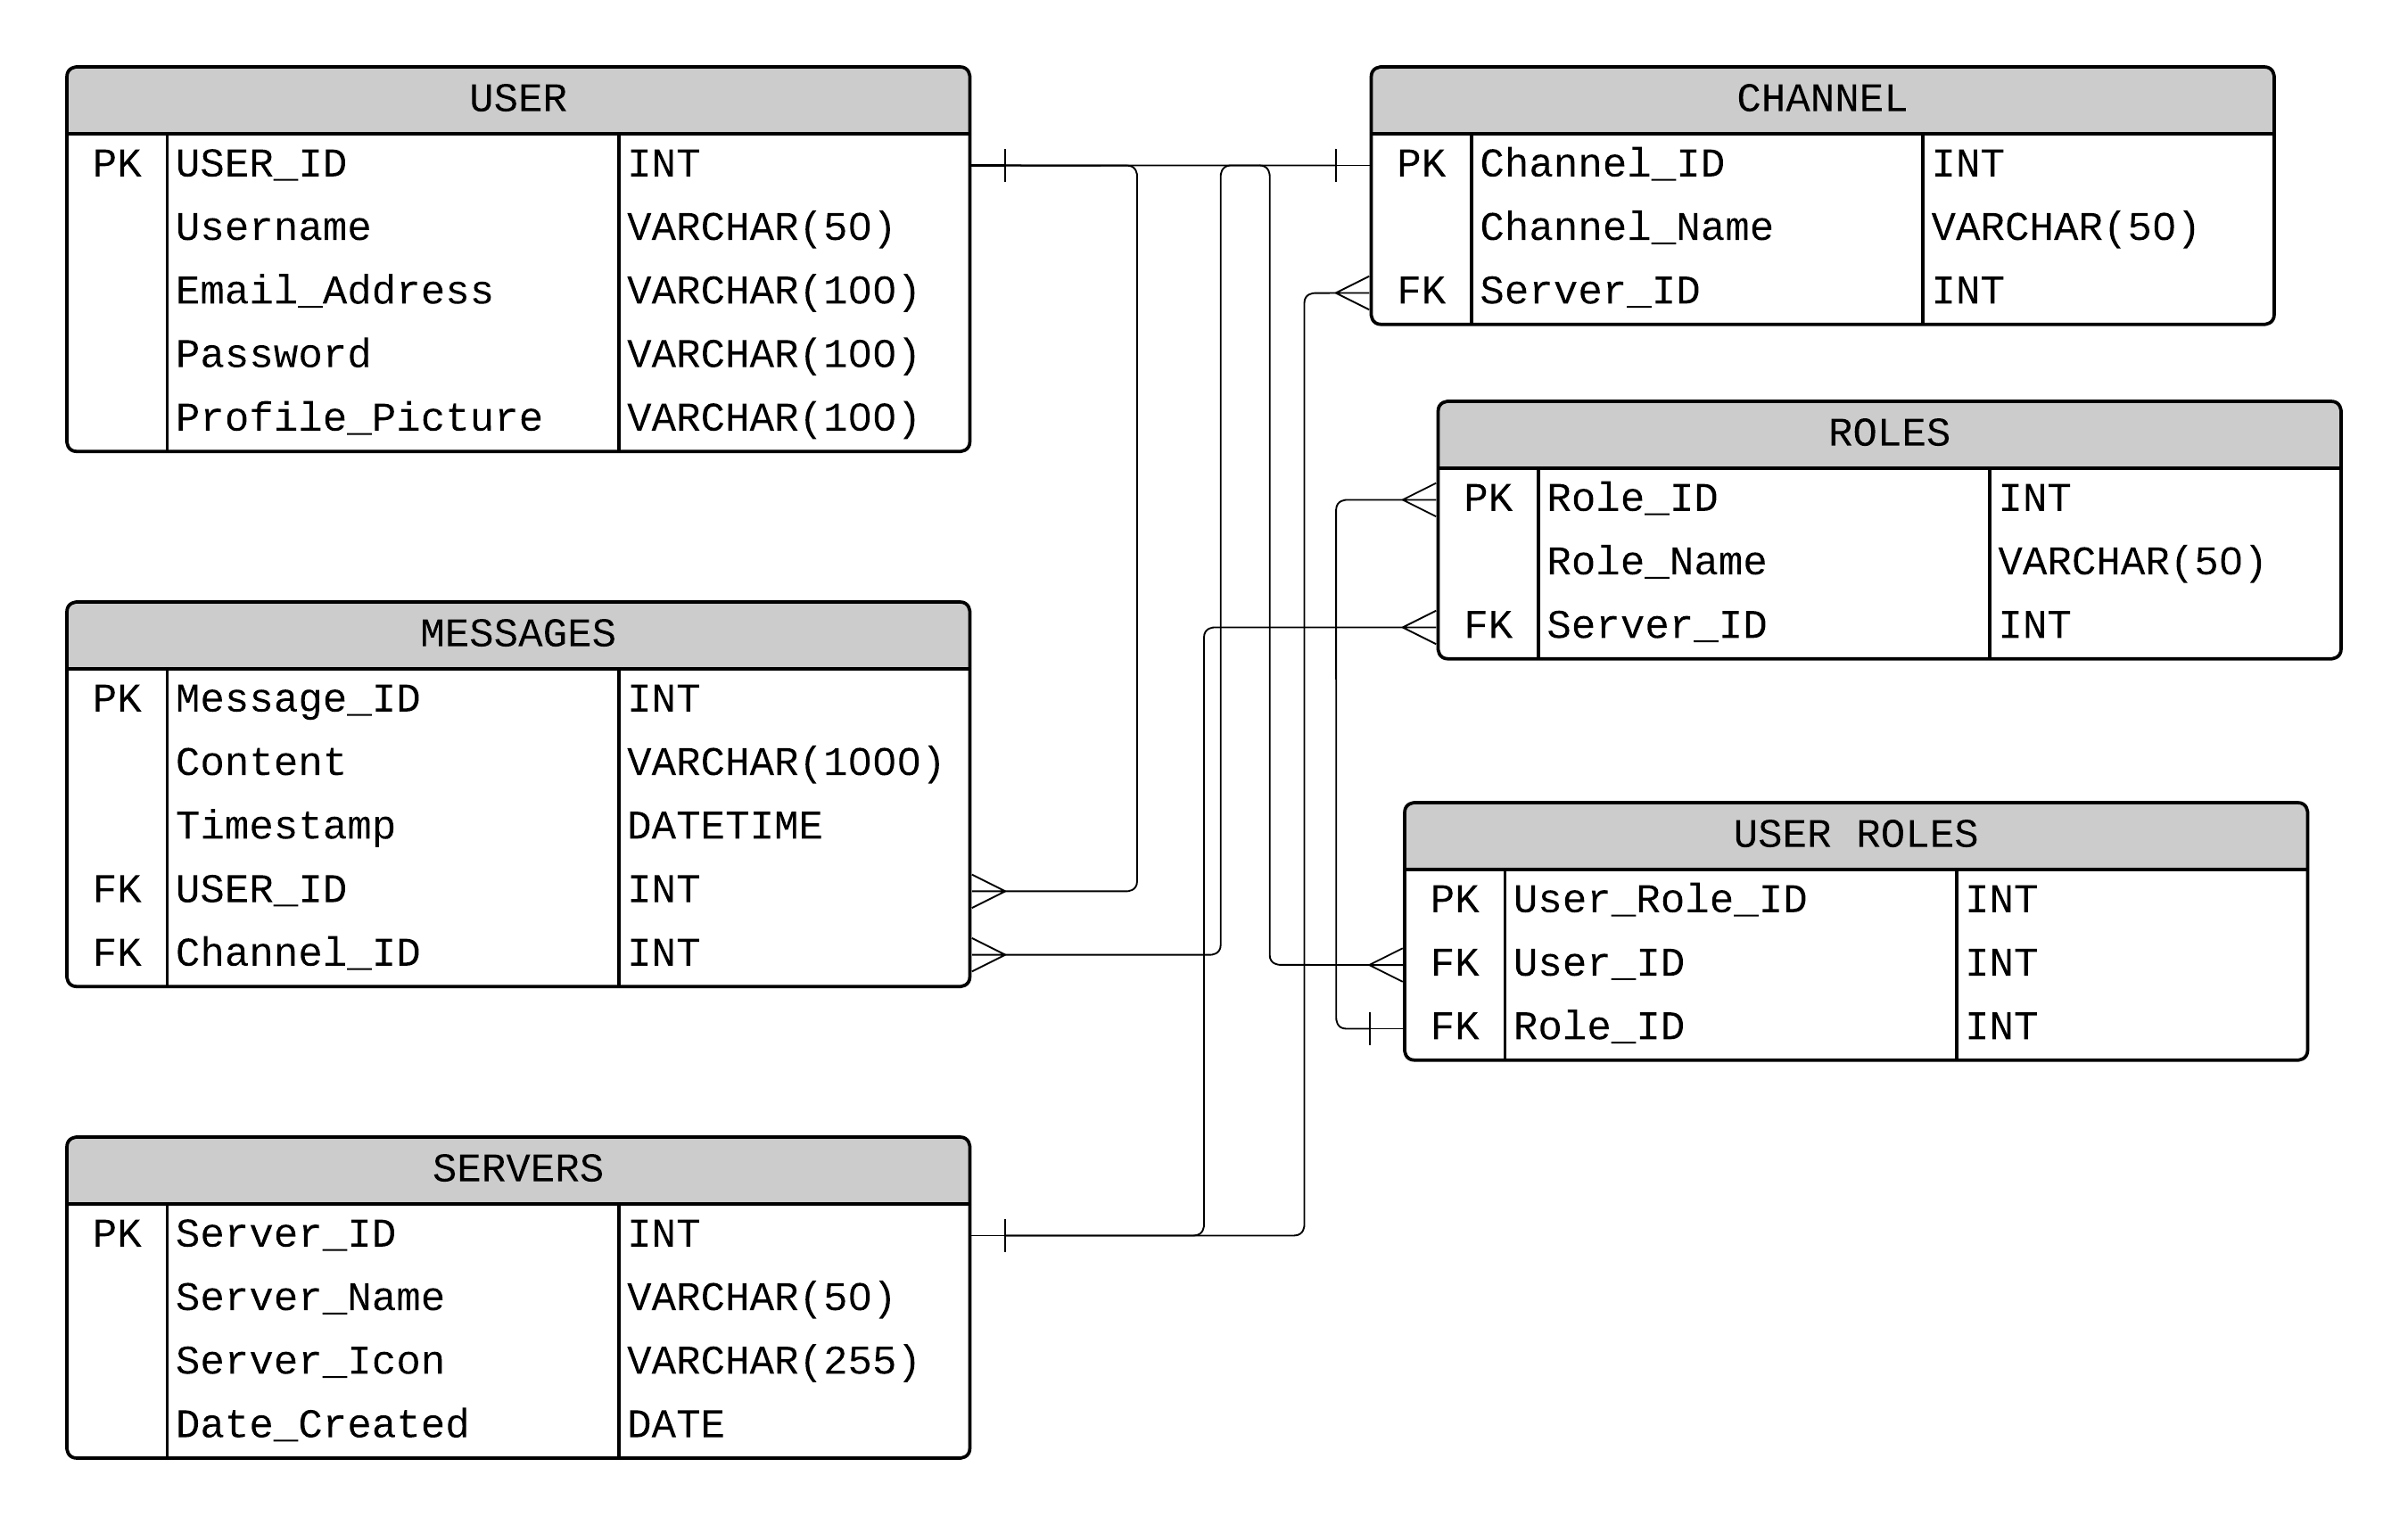 USER
PK USER_ID INT
Username VARCHAR(50)
Email_Address VARCHAR(100)
Password VARCHAR(100)
Profile_Picture VARCHAR(100)
MESSAGES
PK Message_ID INT
Content VARCHAR(1000)
Timestamp DATETIME
FK USER_ID INT
FK Channel_ID INT
SERVERS
PK Server_ID INT
Server_Name VARCHAR(50)
Server_Icon VARCHAR(255)
Date_Created DATE
CHANNEL
PK Channel_ID INT
Channel_Name VARCHAR(50)
FK Server_ID INT
ROLES
PK Role_ID INT
Role_Name VARCHAR(50)
FK Server_ID INT
USER ROLES
PK User_Role_ID INT
FK User_ID INT
FK Role_ID INT